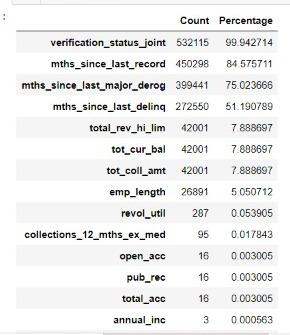 Count Percentage
verification_status_joint 532115 99.942714
mths_since_last_record 450298 84.575711
mths_since_last_major_derog 399441 75.023666
mths_since_last_delinq 272550 51.190789
total_rev_hi_lim 42001 7.888697
tot_cur_bal 42001 7.888697
tot_coll_amt 42001 7.888697
emp_length 26891 5.050712
revol_util 287 0.053905
collections_12_mths_ex_med 95 0.017843
open_acc 16 0.003005
pub_rec 16 0.003005
total_acc 16 0.003005
annual_inc 3 0.000563